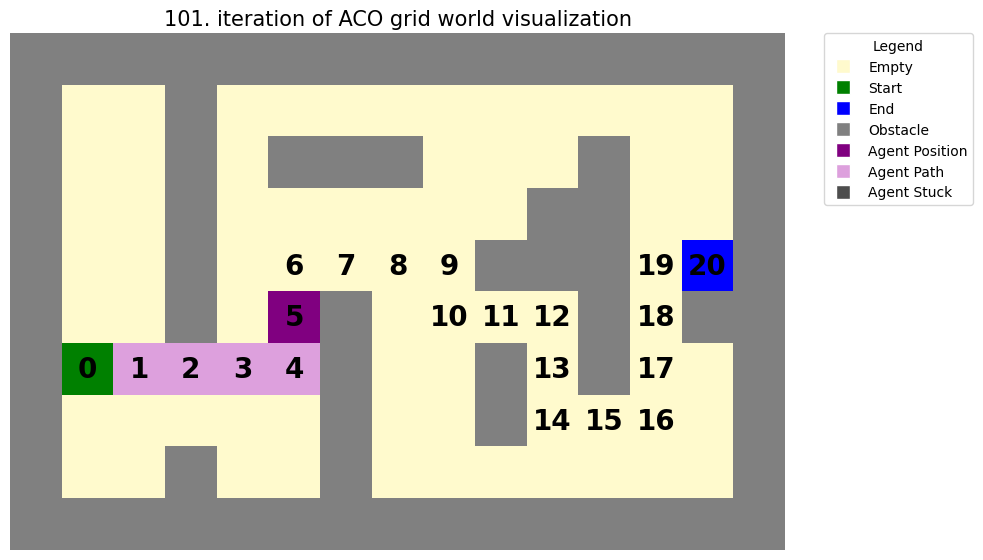 101. iteration of ACO grid world visualization
Legend
Empty
Start
End
Obstacle
Agent Position
Agent Path
Agent Stuck
6 7 8 9 19 20
5 10 11 12 18
0 1 2 3 4 13 17
14 15 16